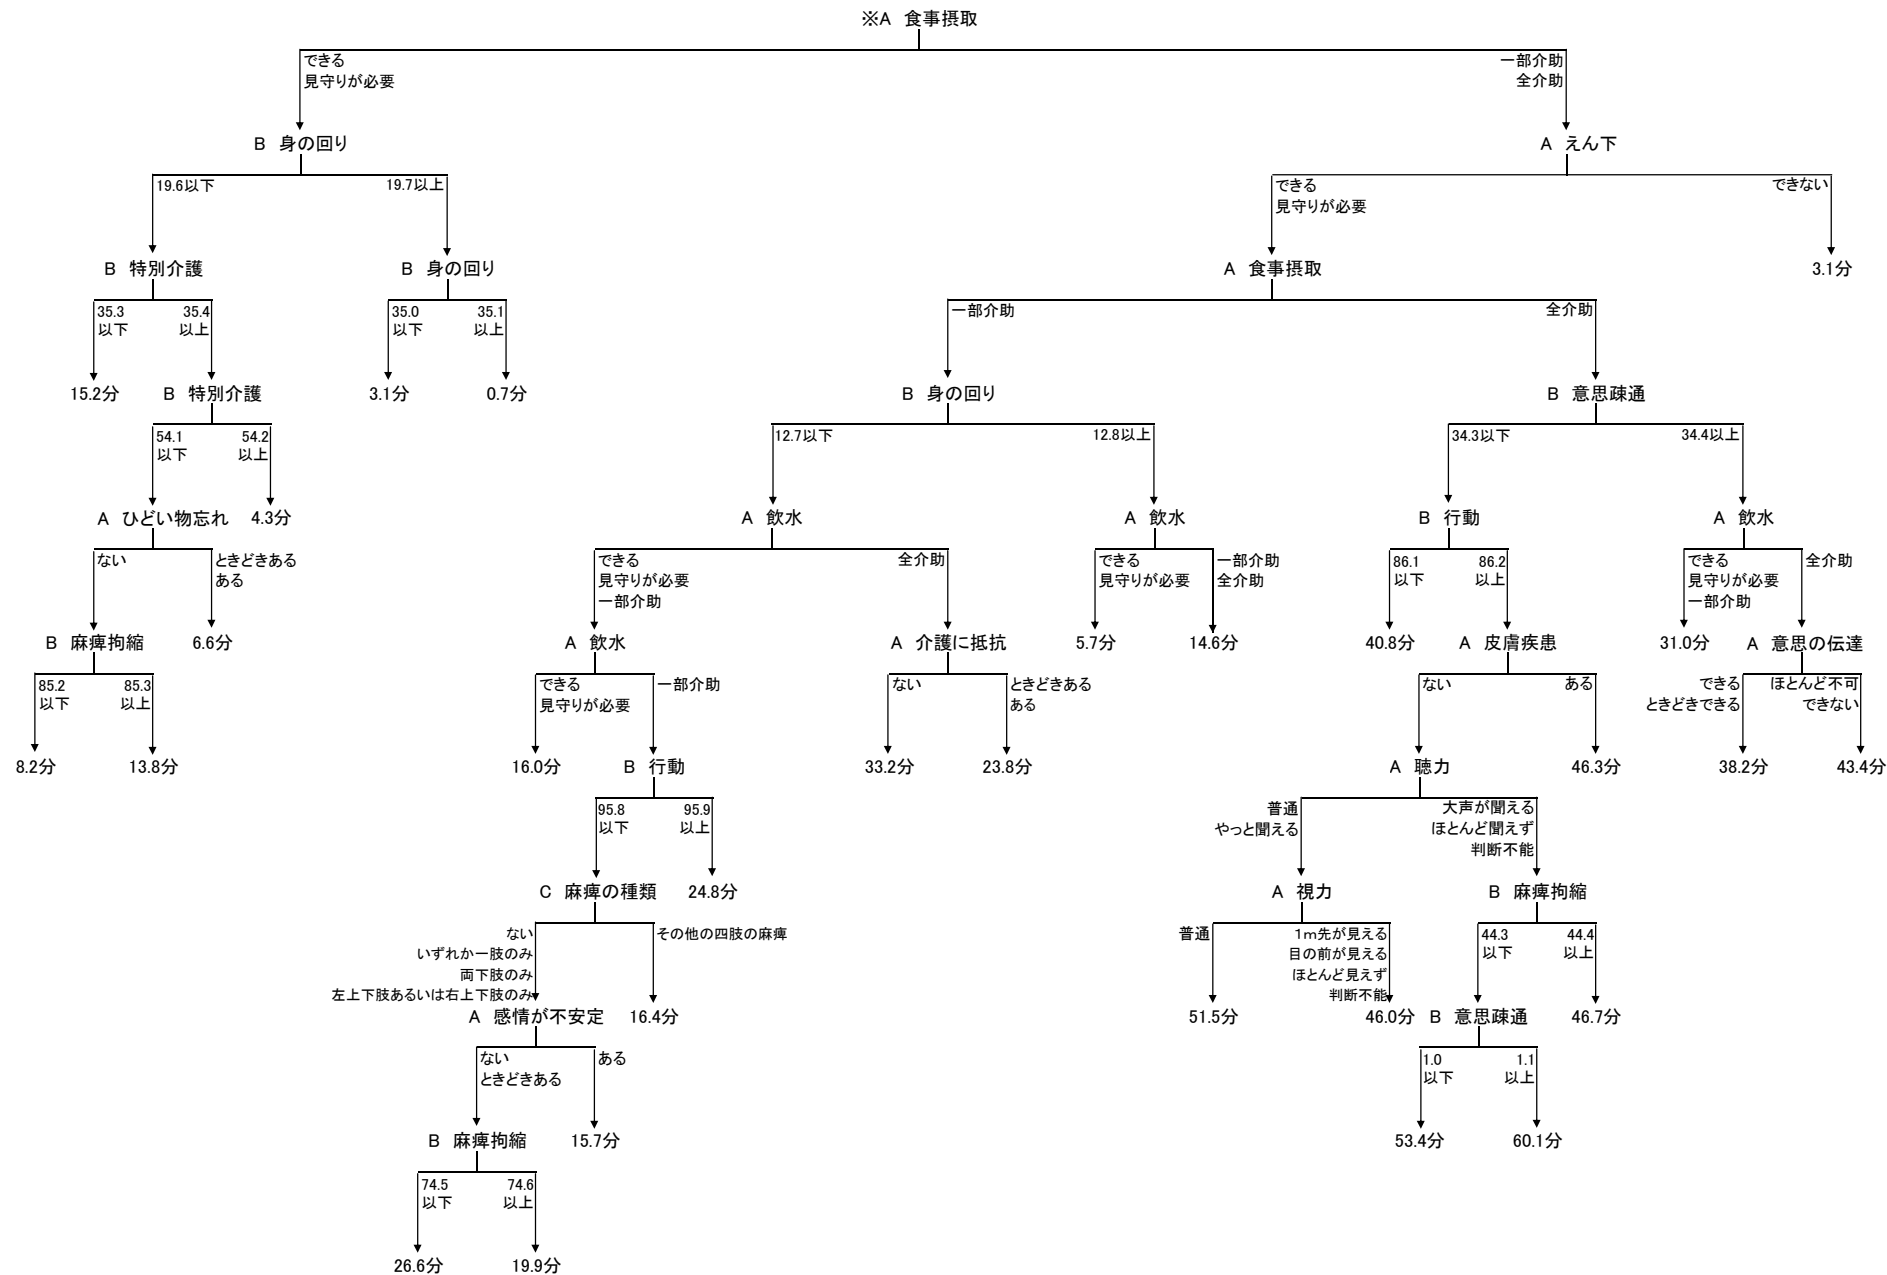 ※A 食事摂取
できる
見守りが必要
一部介助
全介助
B 身の回り
A えん下
19.6以下
19.7以上
できる
見守りが必要
できない
B 特別介護
B 身の回り
A 食事摂取
3.1分
35.3
以下
35.4
以上
35.0
以下
35.1
以上
一部介助
全介助
15.2分
B 特別介護
3.1分
0.7分
B 身の回り
B 意思疎通
54.1
以下
54.2
以上
12.7以下
12.8以上
34.3以下
34.4以上
A ひどい物忘れ
4.3分
A 飲水
A 飲水
B 行動
A 飲水
ない
ときどきある
ある
できる
見守りが必要
一部介助
全介助
できる
見守りが必要
一部介助
全介助
86.1
以下
86.2
以上
できる
見守りが必要
一部介助
全介助
B 麻痺拘縮
6.6分
A 飲水
A 介護に抵抗
5.7分
14.6分
40.8分
A 皮膚疾患
31.0分
A 意思の伝達
85.2
以下
85.3
以上
できる
見守りが必要
一部介助
ない
ときどきある
ある
ない
ある
できる
ときどきできる
ほとんど不可
できない
8.2分
13.8分
16.0分
B 行動
33.2分
23.8分
A 聴力
46.3分
38.2分
43.4分
95.8
以下
95.9
以上
普通
やっと聞える
大声が聞える
ほとんど聞えず
判断不能
C 麻痺の種類
24.8分
A 視力
B 麻痺拘縮
ない
いずれか一肢のみ
両下肢のみ
左上下肢あるいは右上下肢のみ
その他の四肢の麻痺
普通
1m先が見える
目の前が見える
ほとんど見えず
判断不能
44.3
以下
44.4
以上
A 感情が不安定
16.4分
51.5分
46.0分
B 意思疎通
46.7分
ない
ときどきある
ある
1.0
以下
1.1
以上
B 麻痺拘縮
15.7分
53.4分
60.1分
74.5
以下
74.6
以上
26.6分
19.9分